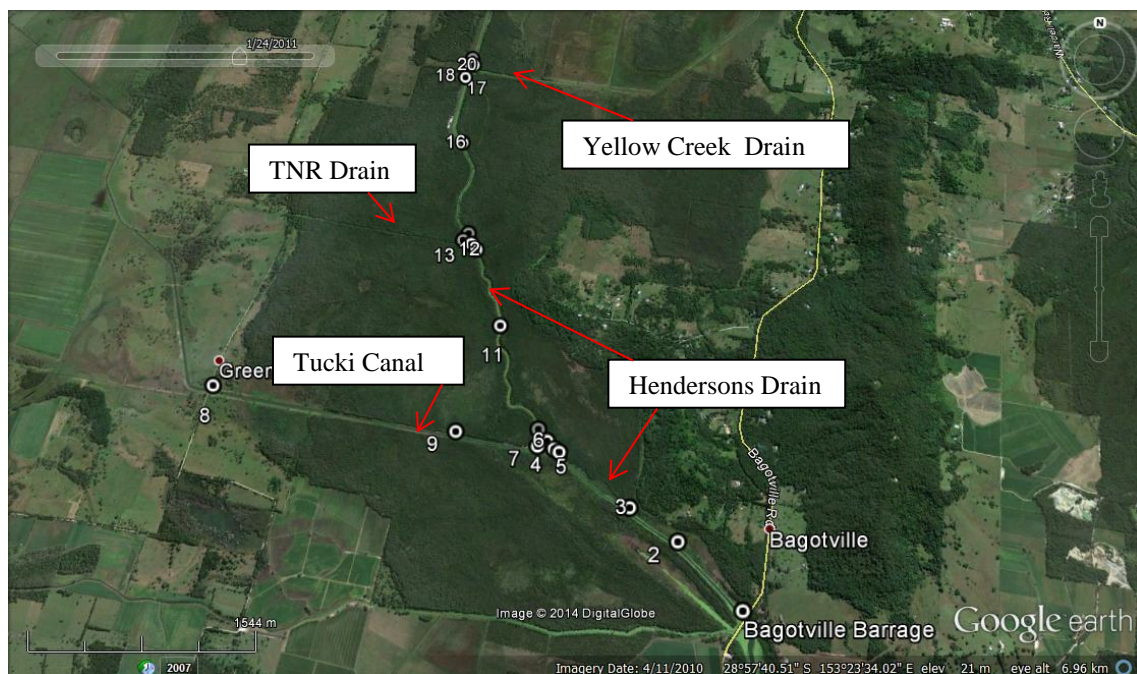 1/24/2011
N
20
18
17
Yellow Creek Drain
16
TNR Drain
13
12
11
Tucki Canal
Green
Hendersons Drain
8
9
6
7
4
5
Bagotville Rd
3
2
Bagotville
Image © 2014 DigitalGlobe
Bagotville Barrage
Google earth
1544 m
2007
Imagery Date: 4/11/2010 28°57'40.51" S 153°23'34.02" E elev 21 m eye alt 6.96 km